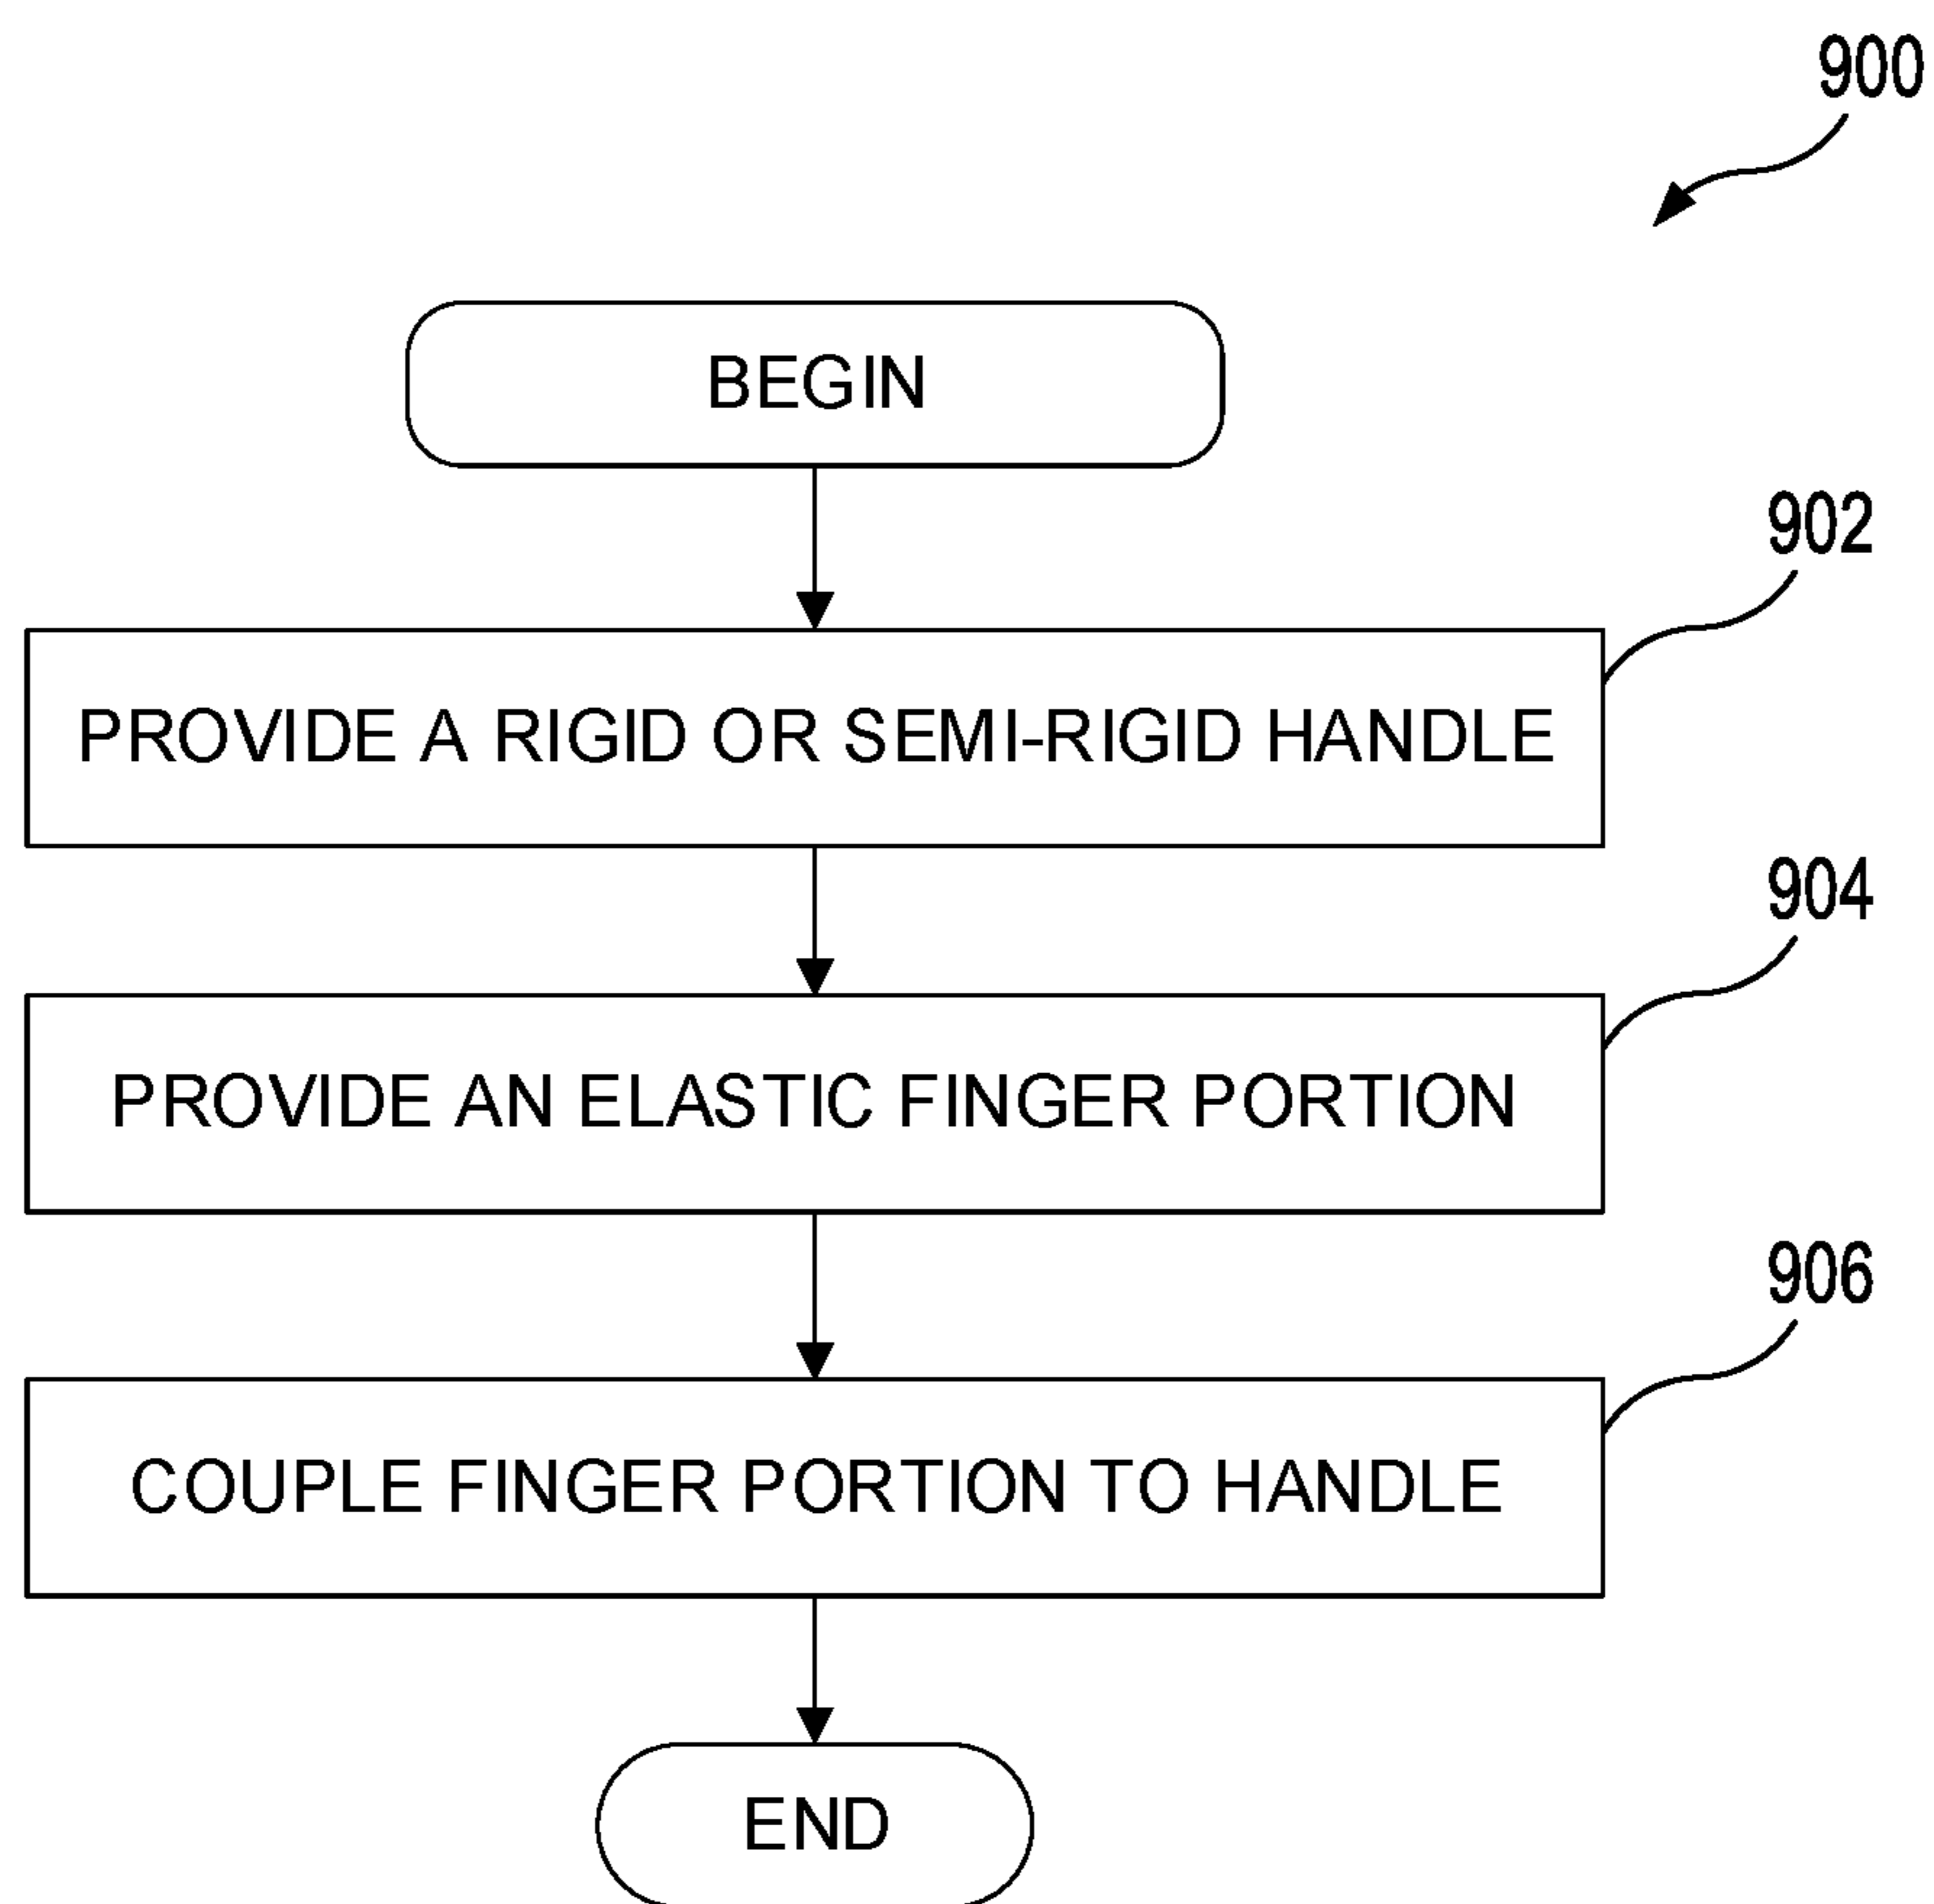 900
BEGIN
902
PROVIDE A RIGID OR SEMI-RIGID HANDLE
904
PROVIDE AN ELASTIC FINGER PORTION
906
COUPLE FINGER PORTION TO HANDLE
END